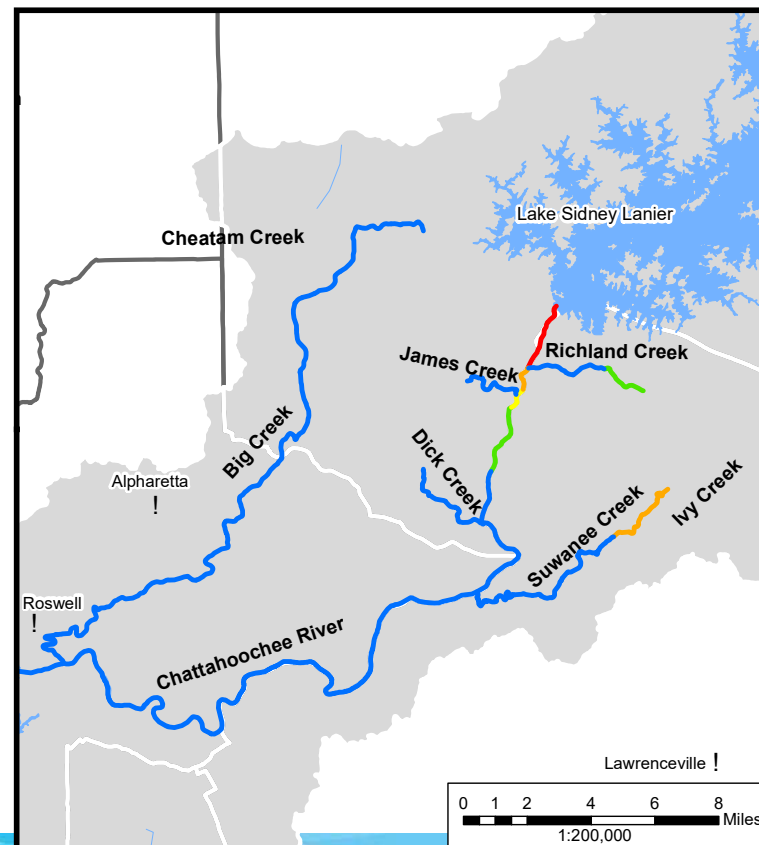 Lake Sidney Lanier
Cheatam Creek
James Creek
Richland Creek
Big Creek
Dick Creek
Alpharetta
!
Ivy Creek
Suwanee Creek
Roswell
!
Chattahoochee River
Lawrenceville !
0 1 2 4 6 8
Miles
1:200,000